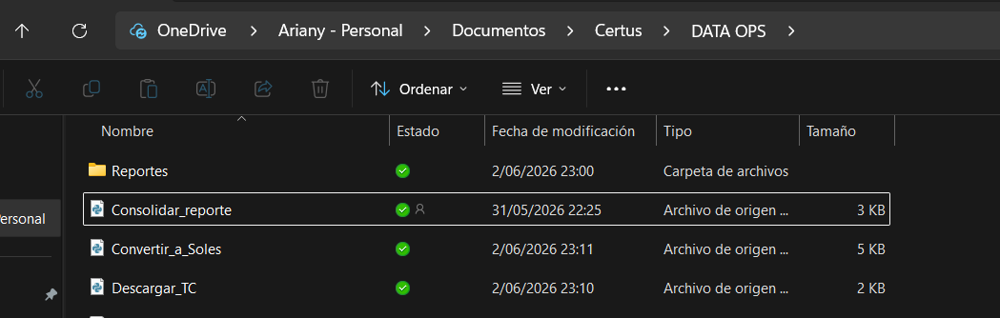 OneDrive > Ariany - Personal > Documentos > Certus > DATA OPS >
Ordenar Ver
Nombre Estado Fecha de modificación Tipo Tamaño
Reportes 2/06/2026 23:00 Carpeta de archivos
Consolidar_reporte 31/05/2026 22:25 Archivo de origen ... 3 KB
ersonal
Convertir_a_Soles 2/06/2026 23:11 Archivo de origen ... 5 KB
Descargar_TC 2/06/2026 23:10 Archivo de origen ... 2 KB